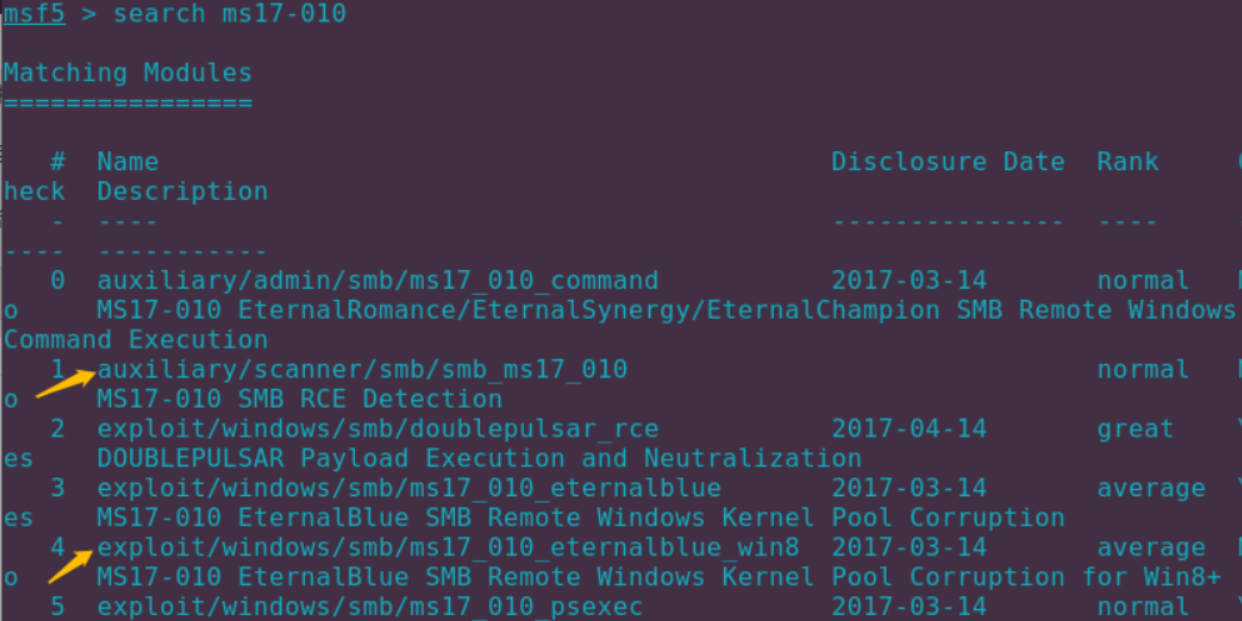 msf5 > search ms17-010
Matching Modules
================
# Name Disclosure Date Rank
heck Description
- ---- --------------- ----
---- -----------
0 auxiliary/admin/smb/ms17_010_command 2017-03-14 normal
o MS17-010 EternalRomance/EternalSynergy/EternalChampion SMB Remote Windows
Command Execution
1 auxiliary/scanner/smb/smb_ms17_010 normal
o MS17-010 SMB RCE Detection
2 exploit/windows/smb/doublepulsar_rce 2017-04-14 great
es DOUBLEPULSAR Payload Execution and Neutralization
3 exploit/windows/smb/ms17_010_eternalblue 2017-03-14 average
es MS17-010 EternalBlue SMB Remote Windows Kernel Pool Corruption
4 exploit/windows/smb/ms17_010_eternalblue_win8 2017-03-14 average
o MS17-010 EternalBlue SMB Remote Windows Kernel Pool Corruption for Win8+
5 exploit/windows/smb/ms17_010_psexec 2017-03-14 normal